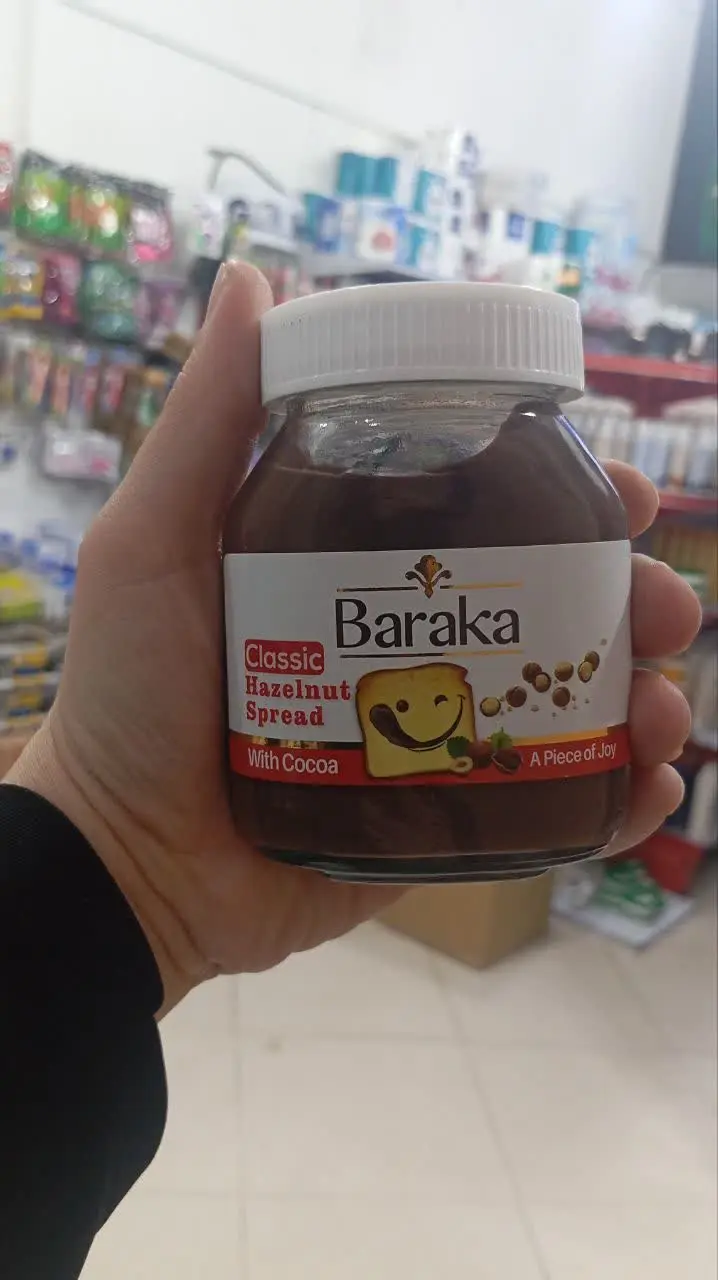 Baraka
Classic
Hazelnut
Spread
With Cocoa
A Piece of Joy